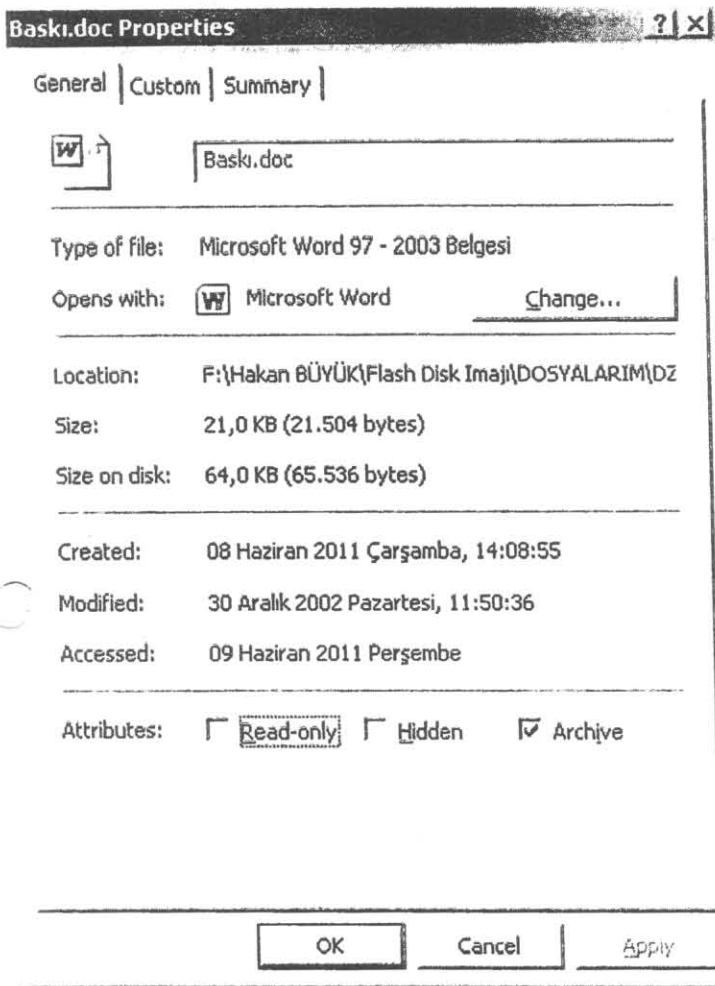 Baskı.doc Properties
General Custom Summary
Baskı.doc
Type of file: Microsoft Word 97 - 2003 Belgesi
Opens with: Microsoft Word Change...
Location: F:\Hakan BÜYÜK\Flash Disk Imajı\DOSYALARIM\DZ
Size: 21,0 KB (21.504 bytes)
Size on disk: 64,0 KB (65.536 bytes)
Created: 08 Haziran 2011 Çarşamba, 14:08:55
Modified: 30 Aralık 2002 Pazartesi, 11:50:36
Accessed: 09 Haziran 2011 Perşembe
Attributes: Read-only Hidden Archive
OK Cancel Apply